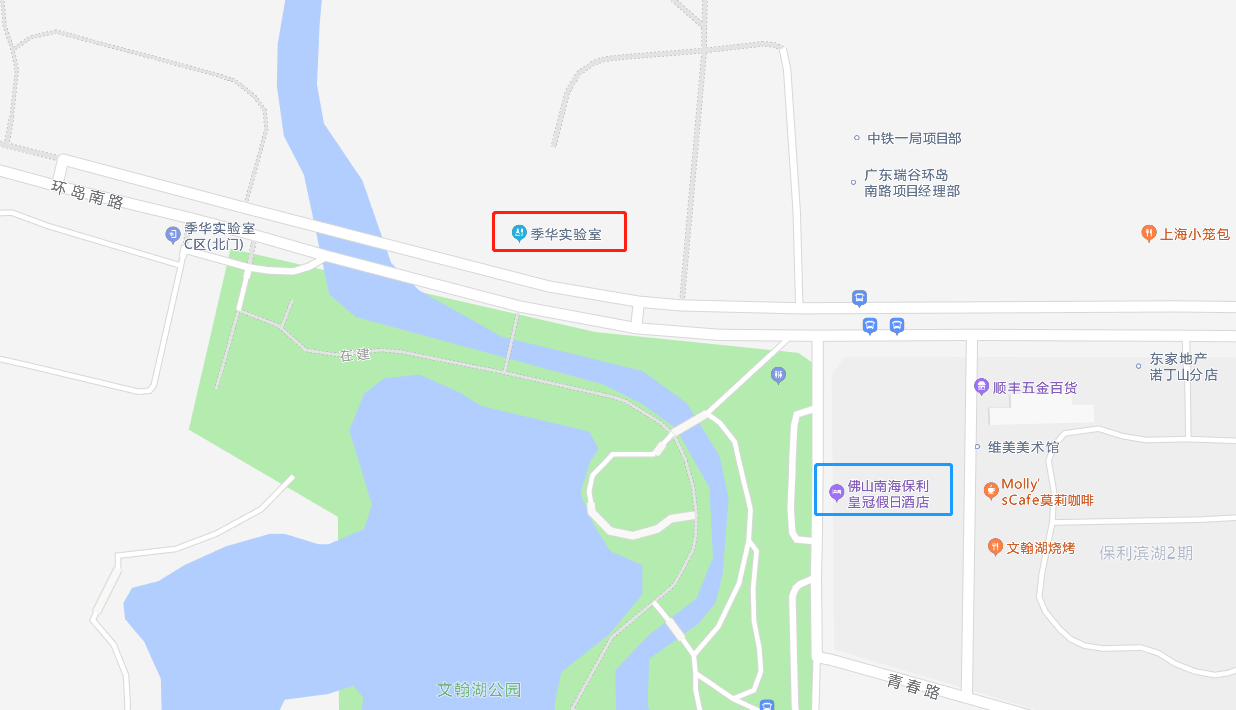 中铁一局项目部
广东瑞谷环岛
南路项目经理部
环岛南路
季华实验室
C区(北门)
季华实验室
上海小笼包
在建
东家地产
诺丁山分店
顺丰五金百货
维美美术馆
佛山南海保利
皇冠假日酒店
Molly'
sCafe莫莉咖啡
文翰湖烧烤
保利滨湖2期
文翰湖公园
青春路